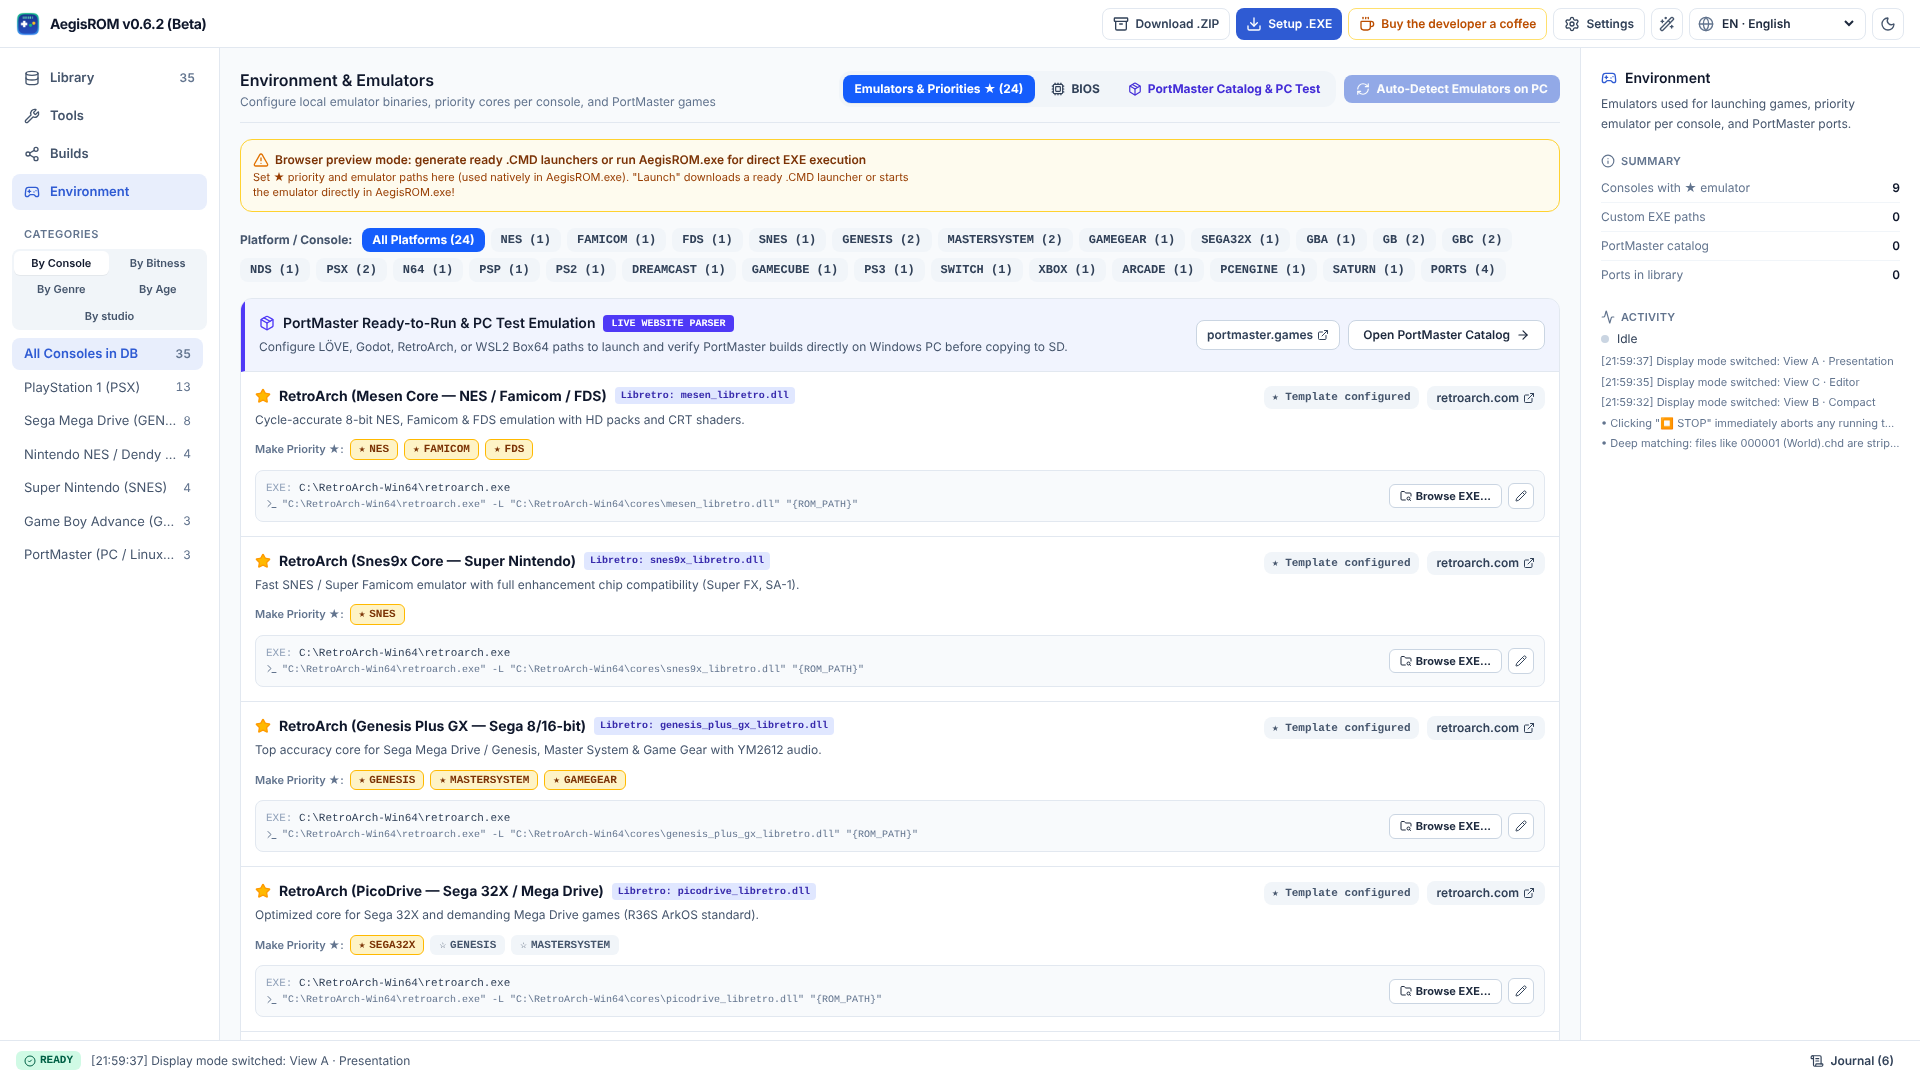 AegisROM v0.6.2 (Beta)
Download .ZIP
Setup .EXE
Buy the developer a coffee
Settings
EN · English
Library 35
Tools
Builds
Environment
CATEGORIES
By Console
By Bitness
By Genre
By Age
By studio
All Consoles in DB 35
PlayStation 1 (PSX) 13
Sega Mega Drive (GEN... 8
Nintendo NES / Dendy ... 4
Super Nintendo (SNES) 4
Game Boy Advance (G... 3
PortMaster (PC / Linux... 3
Environment & Emulators
Configure local emulator binaries, priority cores per console, and PortMaster games
Emulators & Priorities ★ (24)
BIOS
PortMaster Catalog & PC Test
Auto-Detect Emulators on PC
Browser preview mode: generate ready .CMD launchers or run AegisROM.exe for direct EXE execution
Set ★ priority and emulator paths here (used natively in AegisROM.exe). "Launch" downloads a ready .CMD launcher or starts
the emulator directly in AegisROM.exe!
Platform / Console: All Platforms (24) NES (1) FAMICOM (1) FDS (1) SNES (1) GENESIS (2) MASTERSYSTEM (2) GAMEGEAR (1) SEGA32X (1) GBA (1) GB (2) GBC (2)
NDS (1) PSX (2) N64 (1) PSP (1) PS2 (1) DREAMCAST (1) GAMECUBE (1) PS3 (1) SWITCH (1) XBOX (1) ARCADE (1) PCENGINE (1) SATURN (1) PORTS (4)
PortMaster Ready-to-Run & PC Test Emulation LIVE WEBSITE PARSER
Configure LÖVE, Godot, RetroArch, or WSL2 Box64 paths to launch and verify PortMaster builds directly on Windows PC before copying to SD.
portmaster.games
Open PortMaster Catalog →
RetroArch (Mesen Core — NES / Famicom / FDS) Libretro: mesen_libretro.dll
★ Template configured
retroarch.com
Cycle-accurate 8-bit NES, Famicom & FDS emulation with HD packs and CRT shaders.
Make Priority ★: ★ NES ★ FAMICOM ★ FDS
EXE: C:\RetroArch-Win64\retroarch.exe
>_ "C:\RetroArch-Win64\retroarch.exe" -L "C:\RetroArch-Win64\cores\mesen_libretro.dll" "{ROM_PATH}"
Browse EXE...
RetroArch (Snes9x Core — Super Nintendo) Libretro: snes9x_libretro.dll
★ Template configured
retroarch.com
Fast SNES / Super Famicom emulator with full enhancement chip compatibility (Super FX, SA-1).
Make Priority ★: ★ SNES
EXE: C:\RetroArch-Win64\retroarch.exe
>_ "C:\RetroArch-Win64\retroarch.exe" -L "C:\RetroArch-Win64\cores\snes9x_libretro.dll" "{ROM_PATH}"
Browse EXE...
RetroArch (Genesis Plus GX — Sega 8/16-bit) Libretro: genesis_plus_gx_libretro.dll
★ Template configured
retroarch.com
Top accuracy core for Sega Mega Drive / Genesis, Master System & Game Gear with YM2612 audio.
Make Priority ★: ★ GENESIS ★ MASTERSYSTEM ★ GAMEGEAR
EXE: C:\RetroArch-Win64\retroarch.exe
>_ "C:\RetroArch-Win64\retroarch.exe" -L "C:\RetroArch-Win64\cores\genesis_plus_gx_libretro.dll" "{ROM_PATH}"
Browse EXE...
RetroArch (PicoDrive — Sega 32X / Mega Drive) Libretro: picodrive_libretro.dll
★ Template configured
retroarch.com
Optimized core for Sega 32X and demanding Mega Drive games (R36S ArkOS standard).
Make Priority ★: ★ SEGA32X ☆ GENESIS ☆ MASTERSYSTEM
EXE: C:\RetroArch-Win64\retroarch.exe
>_ "C:\RetroArch-Win64\retroarch.exe" -L "C:\RetroArch-Win64\cores\picodrive_libretro.dll" "{ROM_PATH}"
Browse EXE...
Environment
Emulators used for launching games, priority
emulator per console, and PortMaster ports.
SUMMARY
Consoles with ★ emulator 9
Custom EXE paths 0
PortMaster catalog 0
Ports in library 0
ACTIVITY
Idle
[21:59:37] Display mode switched: View A · Presentation
[21:59:35] Display mode switched: View C · Editor
[21:59:32] Display mode switched: View B · Compact
• Clicking "⏹ STOP" immediately aborts any running t...
• Deep matching: files like 000001 (World).chd are strip...
READY
[21:59:37] Display mode switched: View A · Presentation
Journal (6)